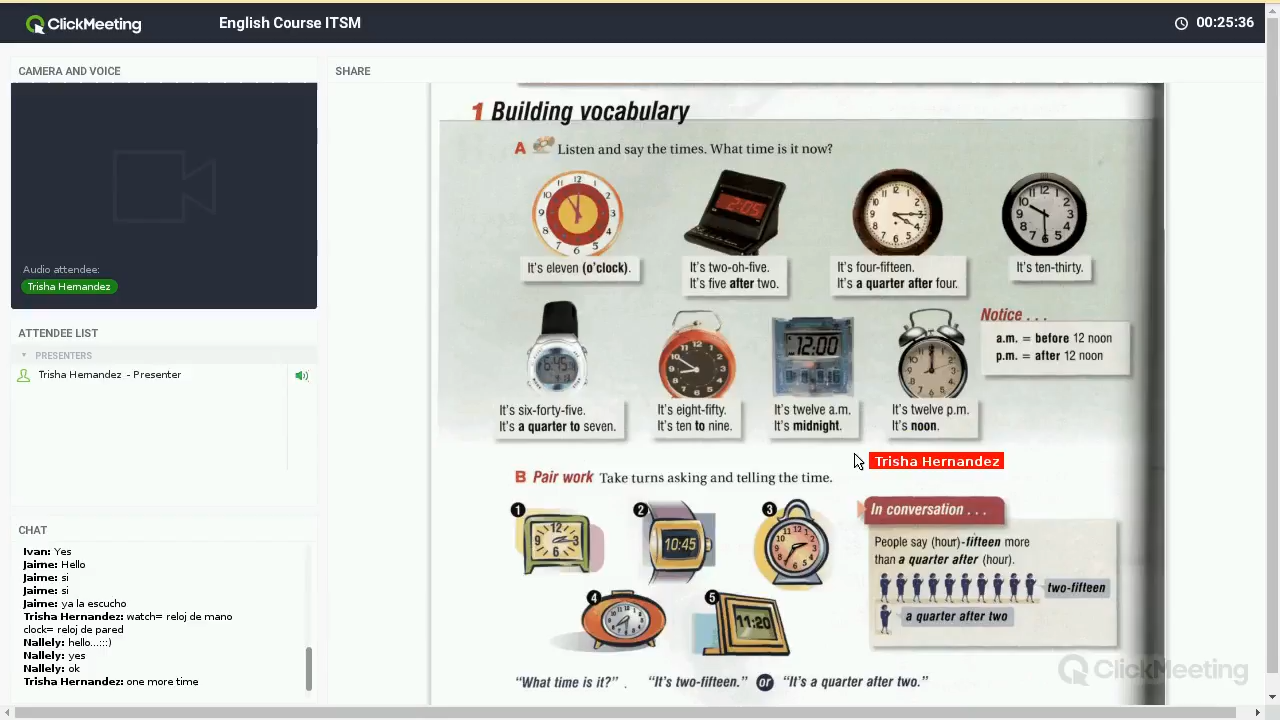 ClickMeeting
English Course ITSM
00:25:36
CAMERA AND VOICE
Audio attendee:
Trisha Hernandez
ATTENDEE LIST
PRESENTERS
Trisha Hernandez - Presenter
CHAT
Ivan: Yes
Jaime: Hello
Jaime: si
Jaime: si
Jaime: ya la escucho
Trisha Hernandez: watch= reloj de mano
clock= reloj de pared
Nallely: hello...:::)
Nallely: yes
Nallely: ok
Trisha Hernandez: one more time
SHARE
1 Building vocabulary
A Listen and say the times. What time is it now?
2:05
It's eleven (o'clock).
It's two-oh-five.
It's five after two.
It's four-fifteen.
It's a quarter after four.
It's ten-thirty.
6:45
12:00
Notice . . .
a.m. = before 12 noon
p.m. = after 12 noon
It's six-forty-five.
It's a quarter to seven.
It's eight-fifty.
It's ten to nine.
It's twelve a.m.
It's midnight.
It's twelve p.m.
It's noon.
Trisha Hernandez
B Pair work Take turns asking and telling the time.
1
2
10:45
3
4
5
11:20
In conversation . . .
People say (hour)-fifteen more
than a quarter after (hour).
two-fifteen
a quarter after two
"What time is it?" . "It's two-fifteen." or "It's a quarter after two."
ClickMeeting